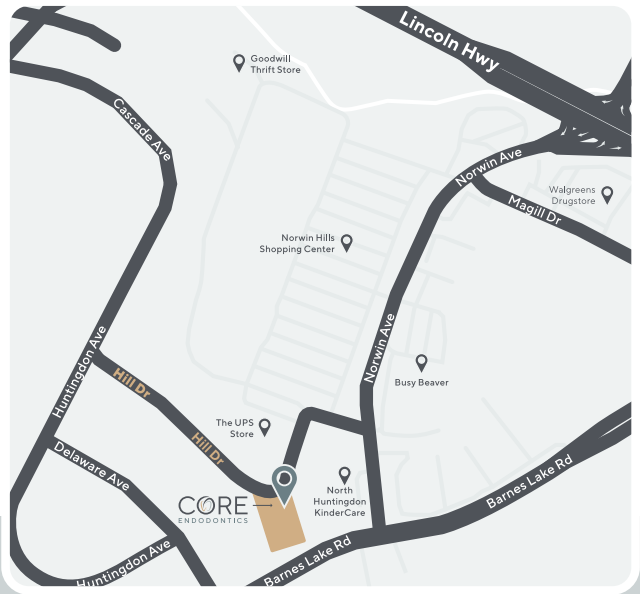 Lincoln Hwy
Goodwill
Thrift Store
Cascade Ave
Norwin Ave
Walgreens
Drugstore
Magill Dr
Norwin Hills
Shopping Center
Huntingdon Ave
Norwin Ave
Hill Dr
Busy Beaver
The UPS
Store
Hill Dr
Delaware Ave
Barnes Lake Rd
North
Huntingdon
KinderCare
CORE
ENDODONTICS
Huntingdon Ave
Barnes Lake Rd